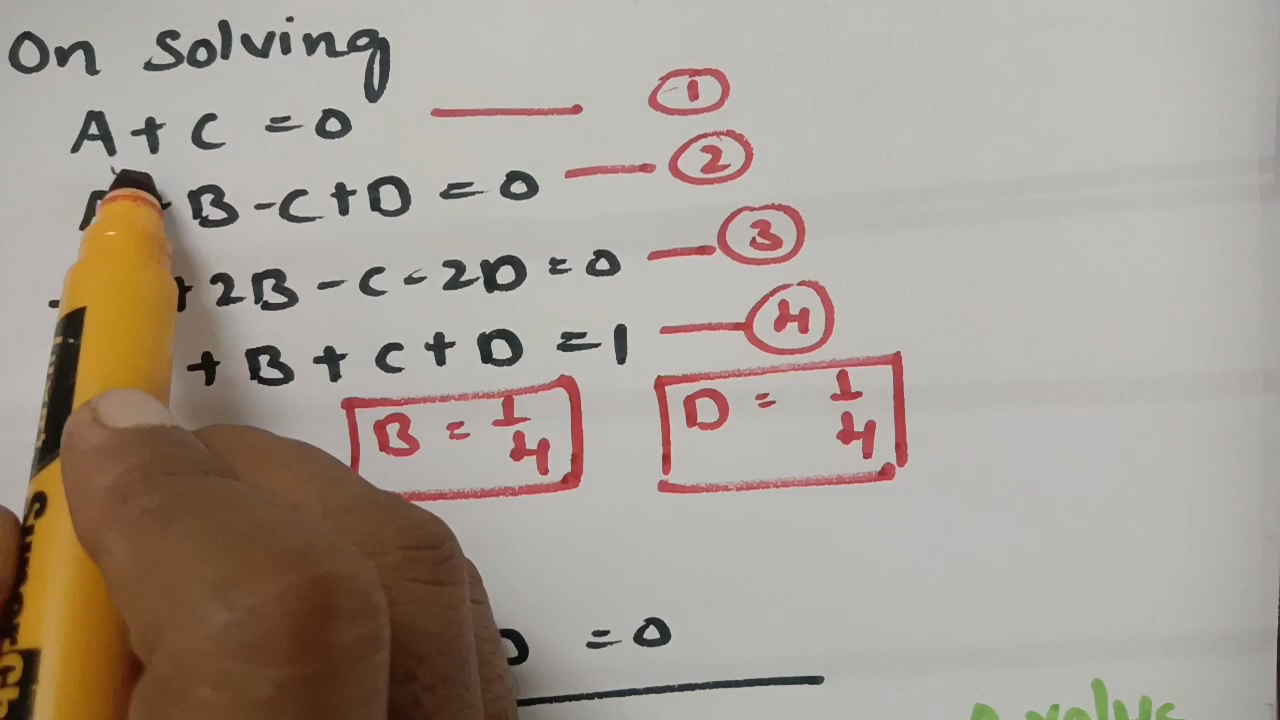 On Solving
A + C = 0 ——— ①
+ B - C + D = 0 —— ②
+ 2B - C - 2D = 0 —— ③
+ B + C + D = 1 —— ④
B = 1/4 D = 1/4
= 0